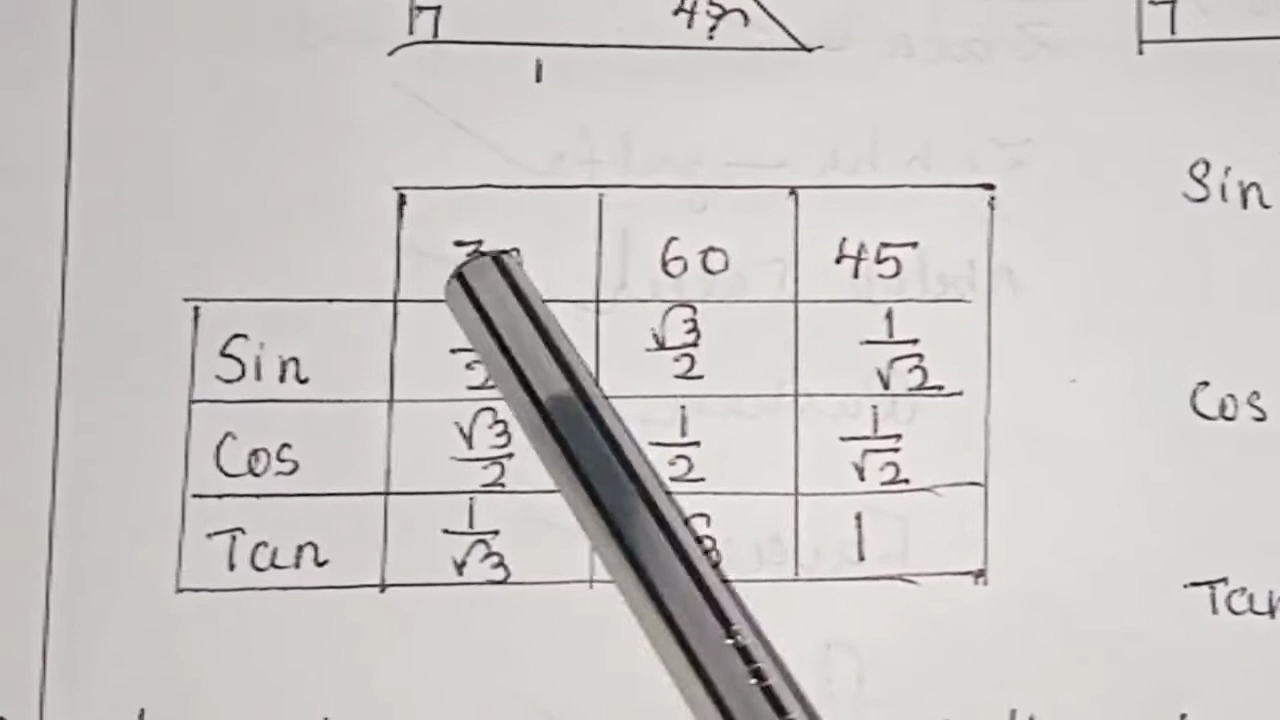 1
60 45
Sin √3/2 1/√2
Cos √3/2 1/2 1/√2
Tan 1/√3 1
Sin
Cos
Tan